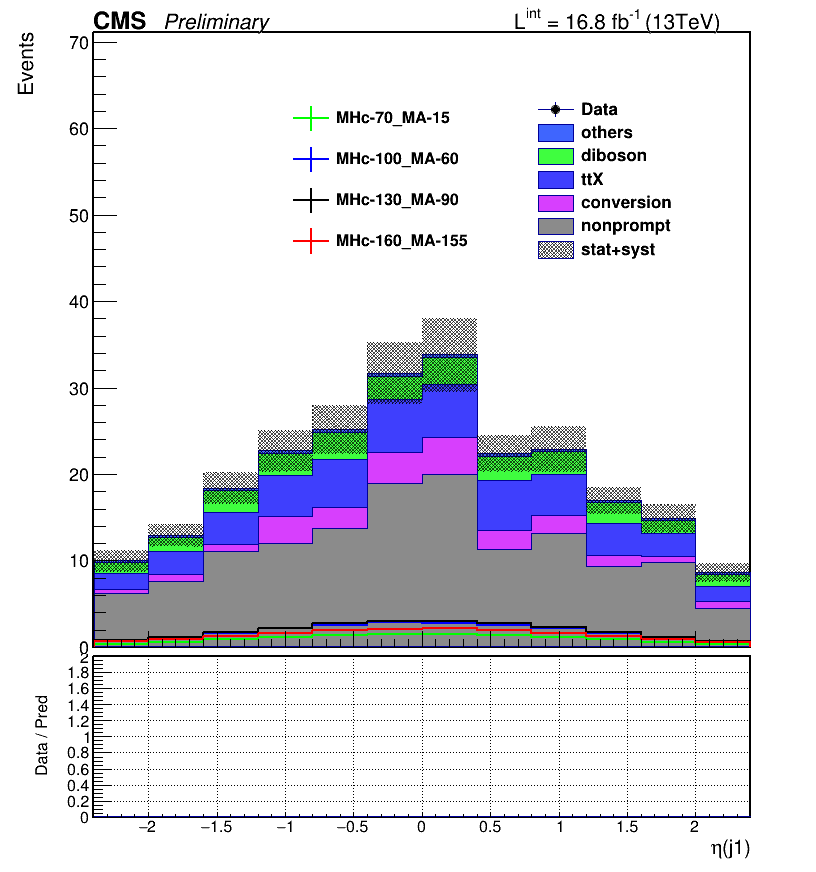 CMS Preliminary L^int = 16.8 fb^-1 (13TeV)
Events
70
60
50
40
30
20
10
0
MHc-70_MA-15
MHc-100_MA-60
MHc-130_MA-90
MHc-160_MA-155
Data
others
diboson
ttX
conversion
nonprompt
stat+syst
Data / Pred
2
1.8
1.6
1.4
1.2
1
0.8
0.6
0.4
0.2
0
−2 −1.5 −1 −0.5 0 0.5 1 1.5 2
η(j1)